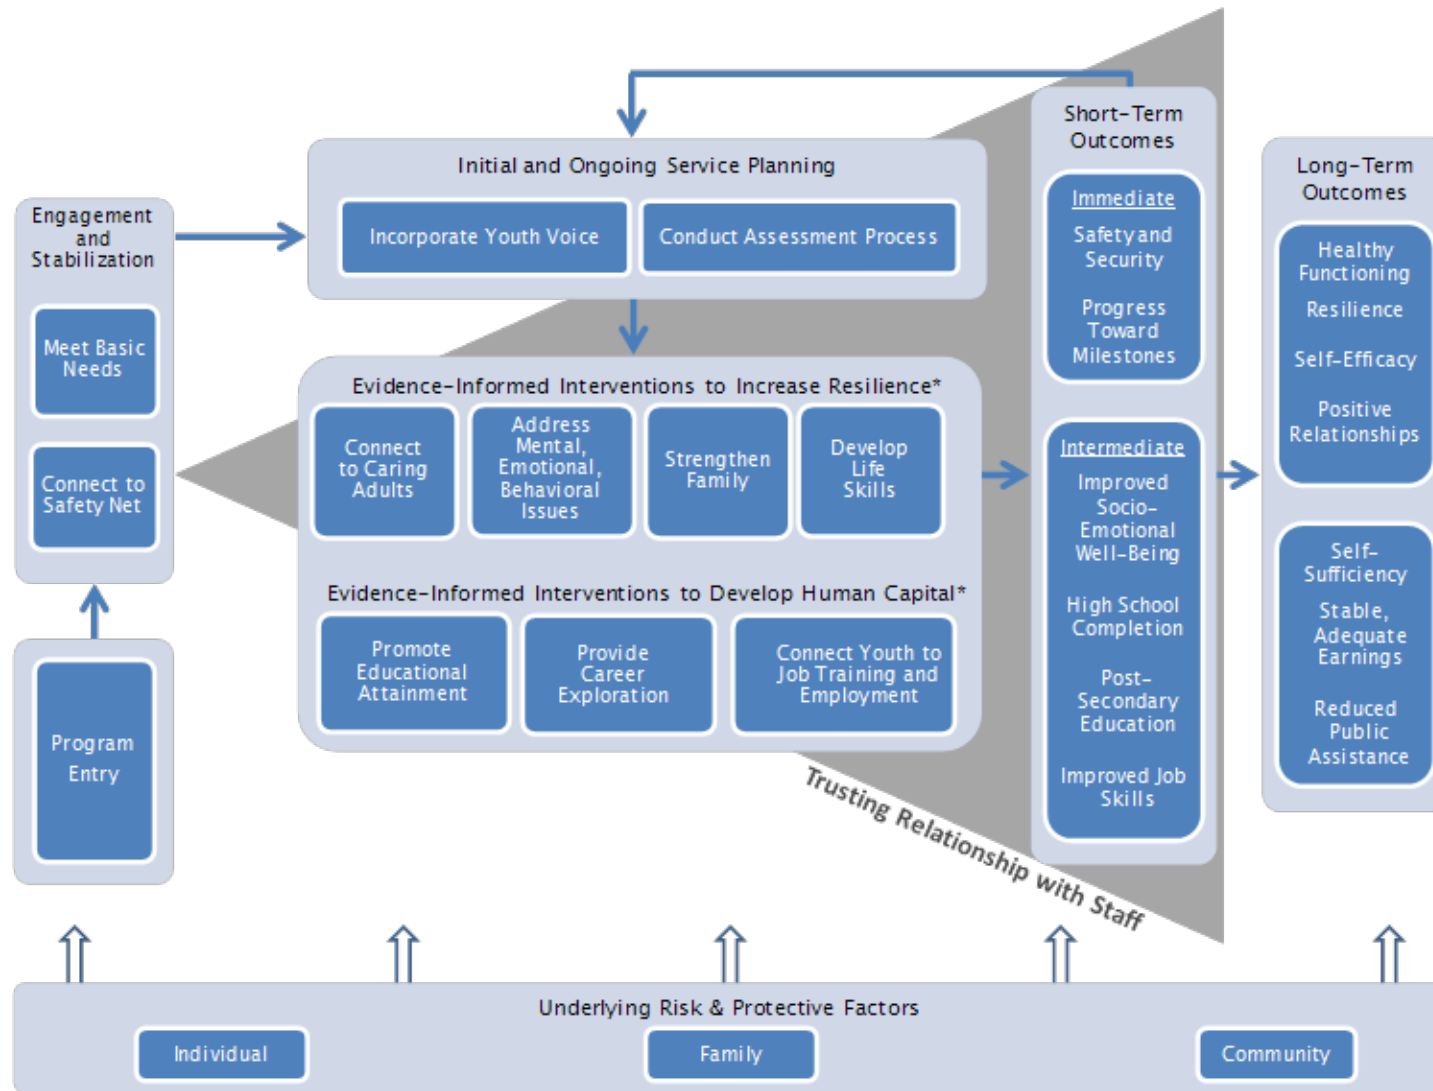 Engagement
and
Stabilization
Meet Basic
Needs
Connect to
Safety Net
Program
Entry
Initial and Ongoing Service Planning
Incorporate Youth Voice
Conduct Assessment Process
Evidence-Informed Interventions to Increase Resilience*
Connect
to Caring
Adults
Address
Mental,
Emotional,
Behavioral
Issues
Strengthen
Family
Develop
Life
Skills
Evidence-Informed Interventions to Develop Human Capital*
Promote
Educational
Attainment
Provide
Career
Exploration
Connect Youth to
Job Training and
Employment
Trusting Relationship with Staff
Short-Term
Outcomes
Immediate
Safety and
Security
Progress
Toward
Milestones
Intermediate
Improved
Socio-
Emotional
Well-Being
High School
Completion
Post-
Secondary
Education
Improved Job
Skills
Long-Term
Outcomes
Healthy
Functioning
Resilience
Self-Efficacy
Positive
Relationships
Self-
Sufficiency
Stable,
Adequate
Earnings
Reduced
Public
Assistance
Underlying Risk & Protective Factors
Individual
Family
Community